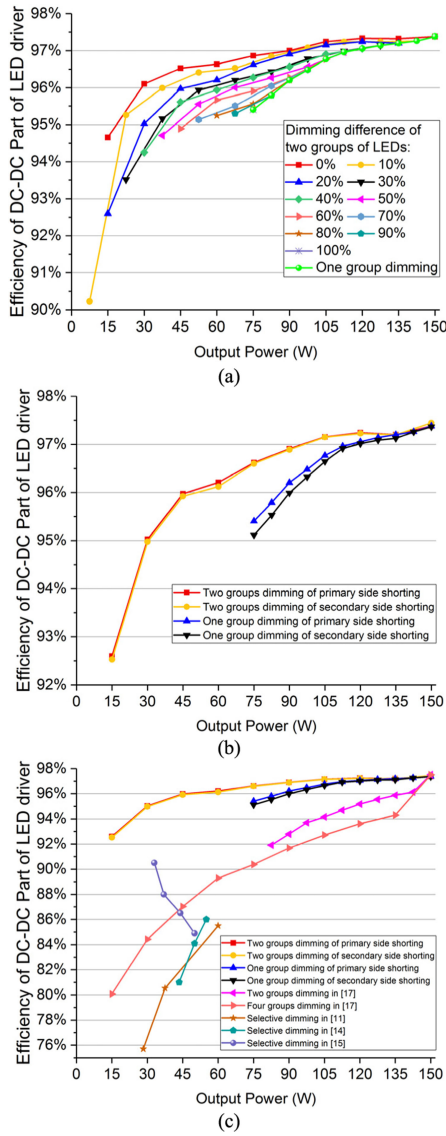 98%
97%
96%
95%
94%
93%
92%
91%
90%
Efficiency of DC-DC Part of LED driver
Dimming difference of
two groups of LEDs:
0% 10%
20% 30%
40% 50%
60% 70%
80% 90%
100%
One group dimming
0 15 30 45 60 75 90 105 120 135 150
Output Power (W)
(a)
98%
97%
96%
95%
94%
93%
92%
Efficiency of DC-DC Part of LED driver
Two groups dimming of primary side shorting
Two groups dimming of secondary side shorting
One group dimming of primary side shorting
One group dimming of secondary side shorting
0 15 30 45 60 75 90 105 120 135 150
Output Power (W)
(b)
98%
96%
94%
92%
90%
88%
86%
84%
82%
80%
78%
76%
Efficiency of DC-DC Part of LED driver
Two groups dimming of primary side shorting
Two groups dimming of secondary side shorting
One group dimming of primary side shorting
One group dimming of secondary side shorting
Two groups dimming in [17]
Four groups dimming in [17]
Selective dimming in [11]
Selective dimming in [14]
Selective dimming in [15]
0 15 30 45 60 75 90 105 120 135 150
Output Power (W)
(c)